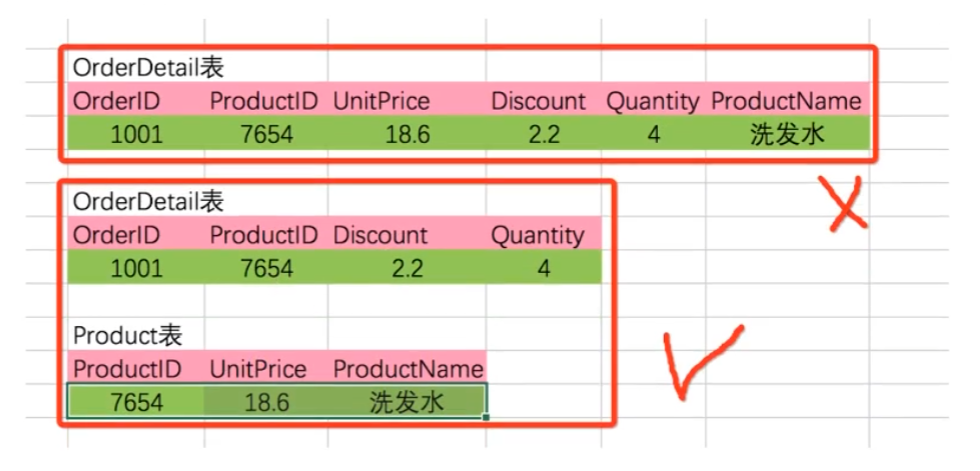 OrderDetail表
OrderID ProductID UnitPrice Discount Quantity ProductName
1001 7654 18.6 2.2 4 洗发水
OrderDetail表
OrderID ProductID Discount Quantity
1001 7654 2.2 4
Product表
ProductID UnitPrice ProductName
7654 18.6 洗发水